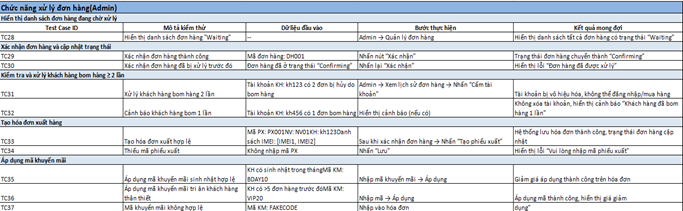 Chức năng xử lý đơn hàng(Admin)
Hiển thị danh sách đơn hàng đang chờ xử lý
Test Case ID Mô tả kiểm thử Dữ liệu đầu vào Bước thực hiện Kết quả mong đợi
TC28 Hiển thị danh sách đơn hàng "Waiting" -- Admin → Quản lý đơn hàng Hiển thị danh sách tất cả đơn hàng có trạng thái "Waiting"
Xác nhận đơn hàng và cập nhật trạng thái
TC29 Xác nhận đơn hàng thành công Mã đơn hàng: DH001 Nhấn nút "Xác nhận" Trạng thái đơn hàng chuyển thành "Confirming"
TC30 Xác nhận đơn hàng đã bị xử lý trước đó Đơn hàng đã ở trạng thái "Confirming" Nhấn lại "Xác nhận" Hiển thị lỗi "Đơn hàng đã được xử lý"
Kiểm tra và xử lý khách hàng bom hàng ≥ 2 lần
TC31 Xử lý khách hàng bom hàng 2 lần Tài khoản KH: kh123 có 2 đơn bị hủy do bom hàng Admin → Xem lịch sử đơn hàng → Nhấn "Cấm tài khoản" Tài khoản bị vô hiệu hóa, không thể đăng nhập/mua hàng
TC32 Cảnh báo khách hàng bom 1 lần Tài khoản KH: kh456 có 1 đơn bom hàng Hiển thị cảnh báo (nếu có) Không xóa tài khoản, hiển thị cảnh báo "Khách hàng đã bom hàng 1 lần"
Tạo hóa đơn xuất hàng
TC33 Tạo hóa đơn xuất hợp lệ Mã PX: PX001NV: NV01KH: kh123Danh sách IMEI: [IMEI1, IMEI2] Sau khi xác nhận đơn hàng → Nhấn "Tạo phiếu xuất" Hệ thống lưu hóa đơn thành công, trạng thái đơn hàng cập nhật
TC34 Thiếu mã phiếu xuất Không nhập mã PX Nhấn "Lưu" Hiển thị lỗi "Vui lòng nhập mã phiếu xuất"
Áp dụng mã khuyến mãi
TC35 Áp dụng mã khuyến mãi sinh nhật hợp lệ KH có sinh nhật trong thángMã KM: BDAY10 Nhập mã khuyến mãi → Áp dụng Giảm giá áp dụng thành công trên hóa đơn
TC36 Áp dụng mã khuyến mãi tri ân khách hàng thân thiết KH có >5 đơn hàng trước đóMã KM: VIP20 Nhập mã → Áp dụng Áp dụng mã thành công, hiển thị giá giảm
TC37 Mã khuyến mãi không hợp lệ Mã KM: FAKECODE Nhập vào hóa đơn dụng"